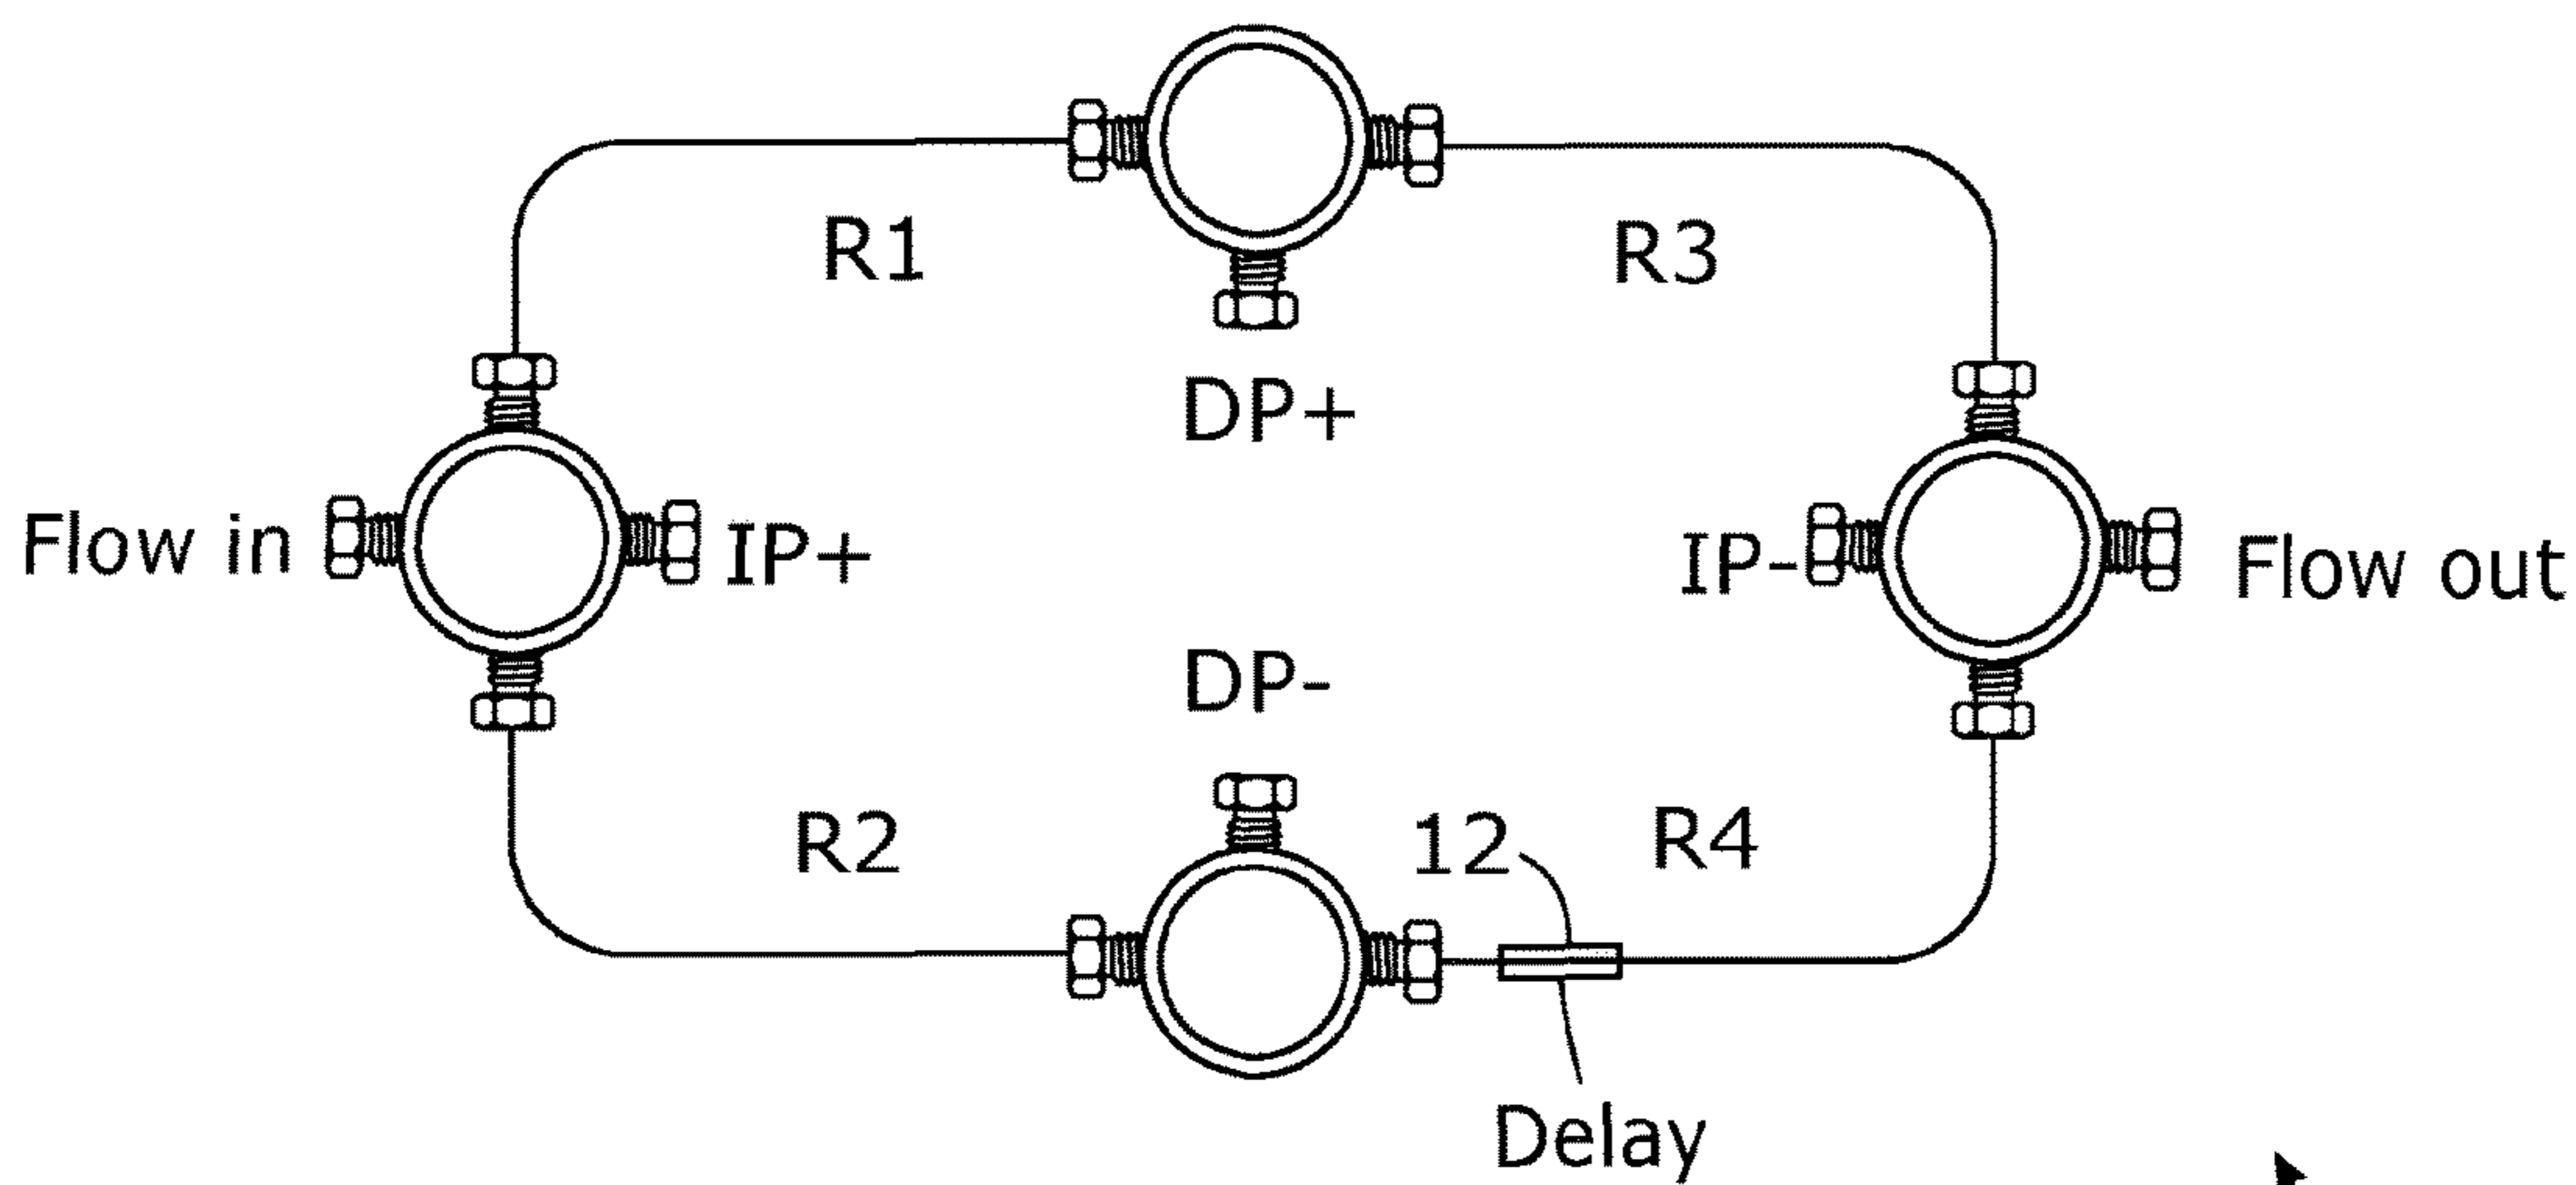 R1
R3
DP+
Flow in
IP+
IP-
Flow out
DP-
R2
12
R4
Delay